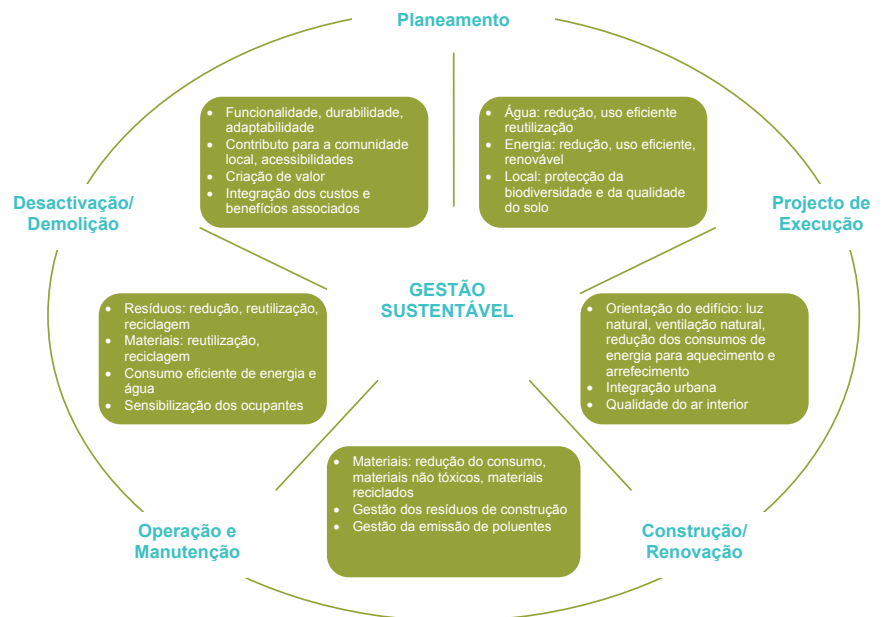 Planeamento
• Funcionalidade, durabilidade,
adaptabilidade
• Contributo para a comunidade
local, acessibilidades
• Criação de valor
• Integração dos custos e
benefícios associados
• Água: redução, uso eficiente
reutilização
• Energia: redução, uso eficiente,
renovável
• Local: protecção da
biodiversidade e da qualidade
do solo
Desactivação/
Demolição
Projecto de
Execução
GESTÃO
SUSTENTÁVEL
• Resíduos: redução, reutilização,
reciclagem
• Materiais: reutilização,
reciclagem
• Consumo eficiente de energia e
água
• Sensibilização dos ocupantes
• Orientação do edifício: luz
natural, ventilação natural,
redução dos consumos de
energia para aquecimento e
arrefecimento
• Integração urbana
• Qualidade do ar interior
• Materiais: redução do consumo,
materiais não tóxicos, materiais
reciclados
• Gestão dos resíduos de construção
• Gestão da emissão de poluentes
Operação e
Manutenção
Construção/
Renovação